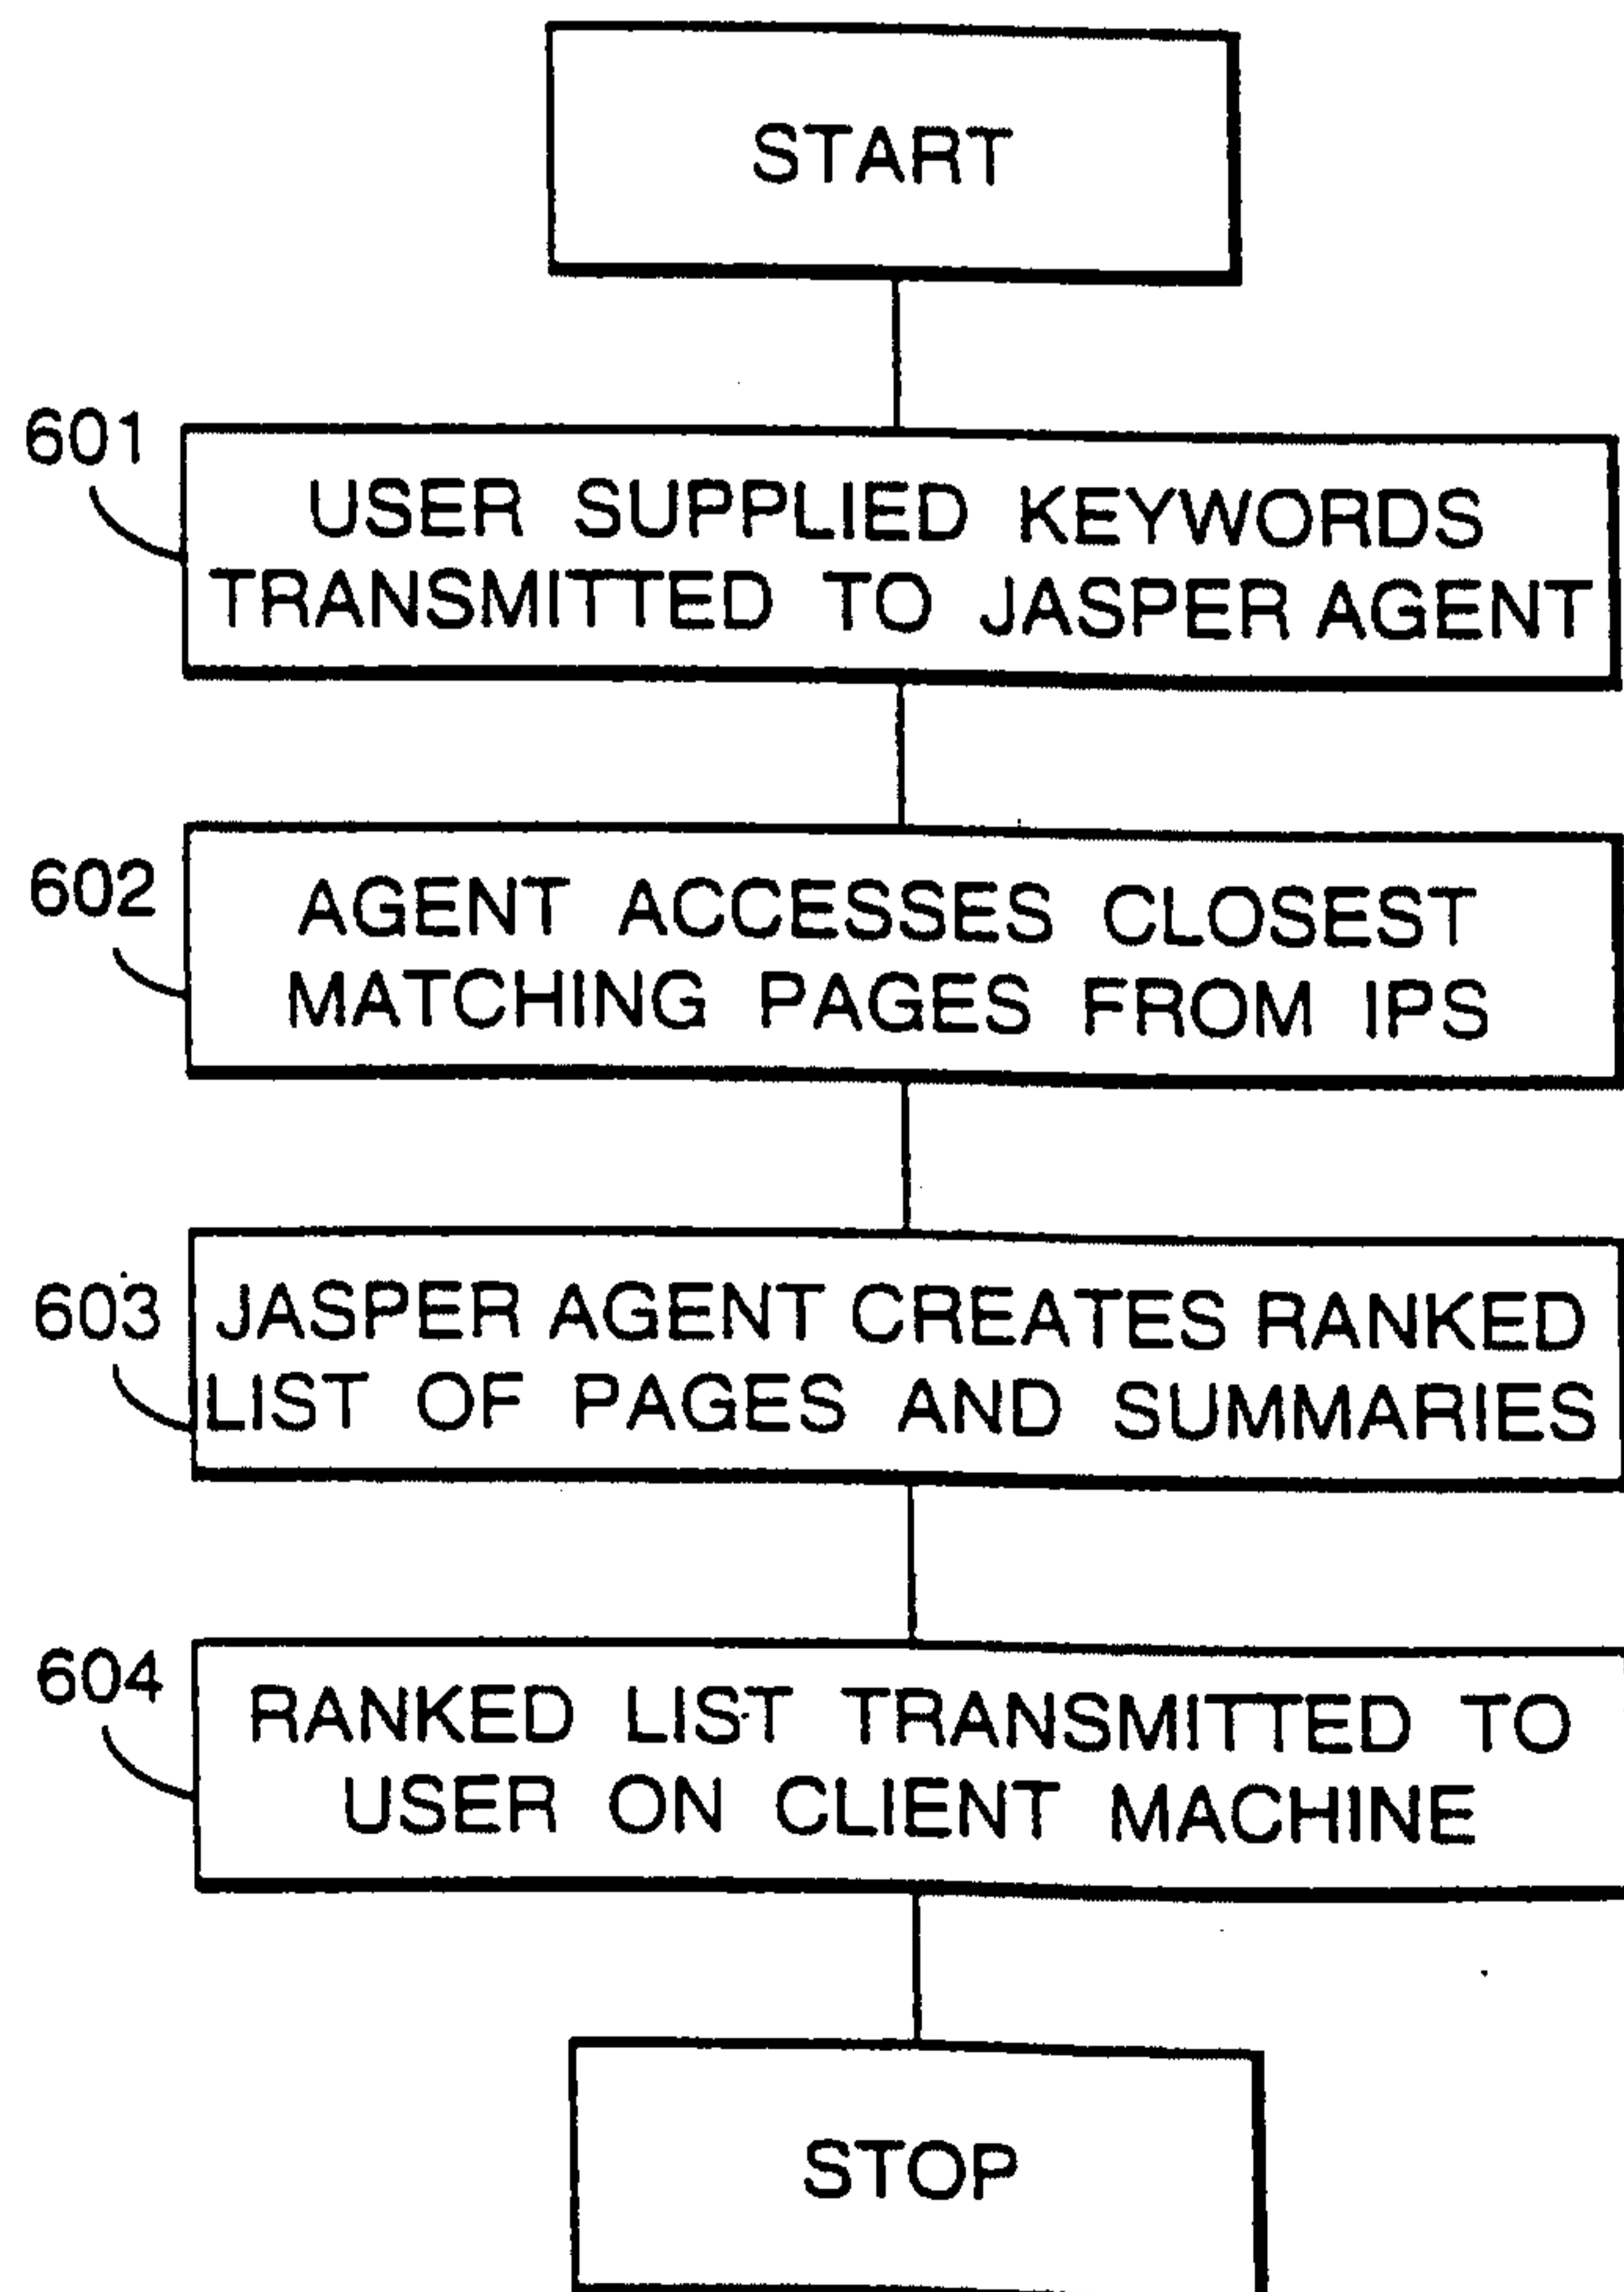 START
601
USER SUPPLIED KEYWORDS
TRANSMITTED TO JASPER AGENT
602
AGENT ACCESSES CLOSEST
MATCHING PAGES FROM IPS
603
JASPER AGENT CREATES RANKED
LIST OF PAGES AND SUMMARIES
604
RANKED LIST TRANSMITTED TO
USER ON CLIENT MACHINE
STOP